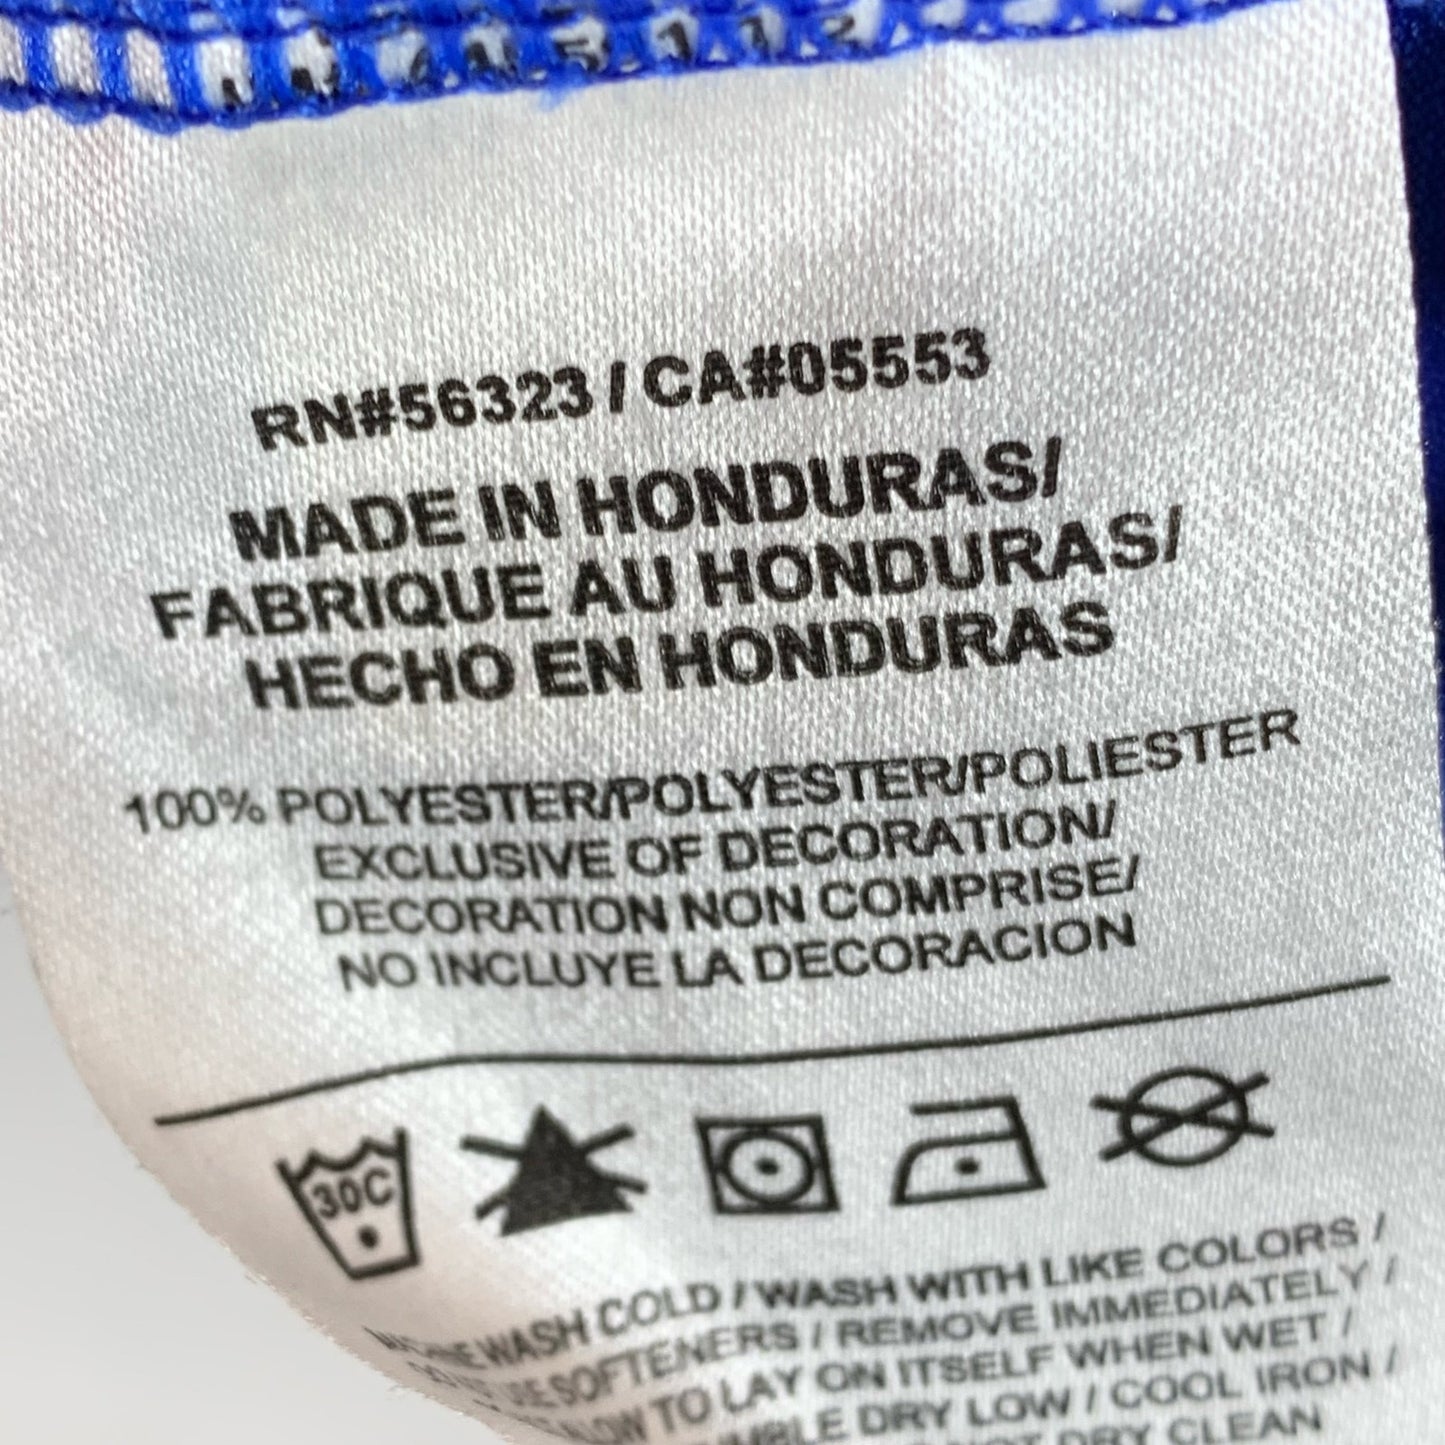 RN#56323 / CA#05553
MADE IN HONDURAS/
FABRIQUE AU HONDURAS/
HECHO EN HONDURAS
100% POLYESTER/POLYESTER/POLIESTER
EXCLUSIVE OF DECORATION/
DECORATION NON COMPRISE/
NO INCLUYE LA DECORACION
30C
WASH COLD / WASH WITH LIKE COLORS /
SOFTENERS / REMOVE IMMEDIATELY /
TO LAY ON ITSELF WHEN WET /
DRY LOW / COOL IRON /
DRY CLEAN